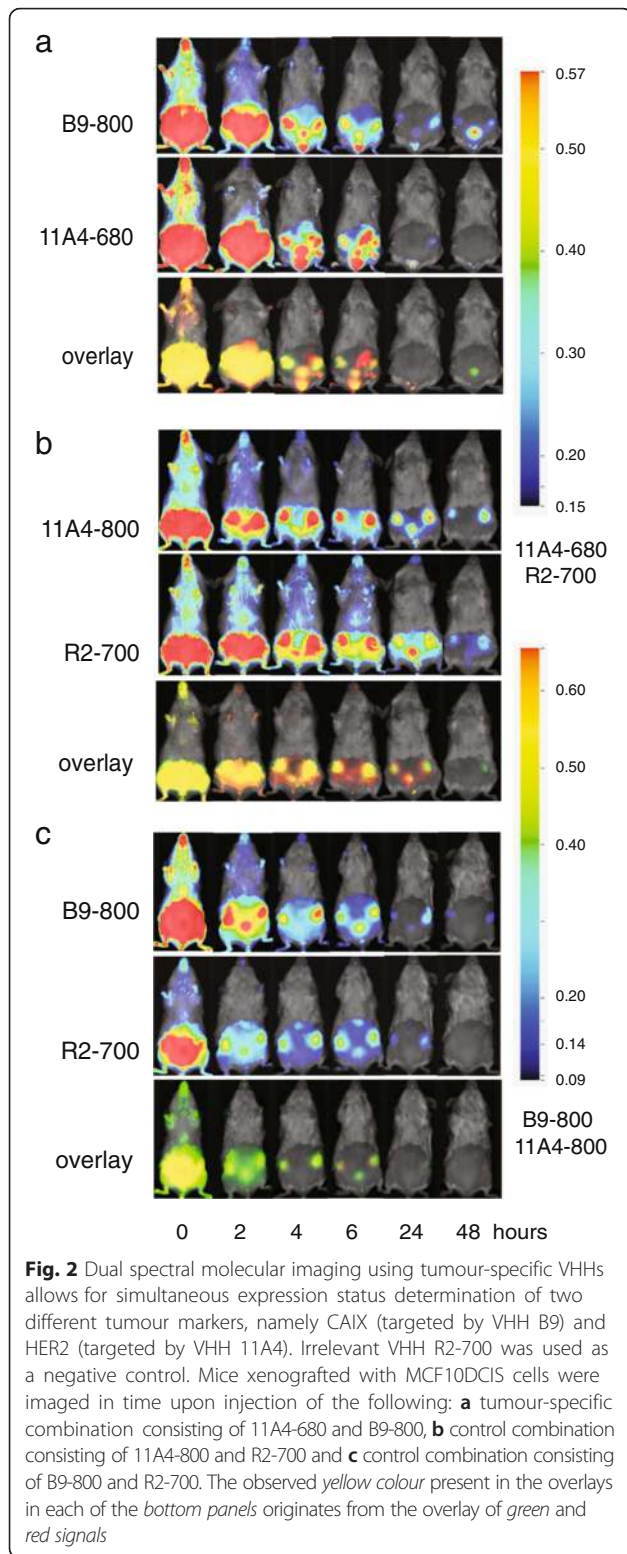 a
B9-800
11A4-680
overlay
0.57
0.50
0.40
0.30
0.20
0.15
11A4-680
R2-700
b
11A4-800
R2-700
overlay
0.60
0.50
0.40
0.20
0.14
0.09
B9-800
11A4-800
c
B9-800
R2-700
overlay
0 2 4 6 24 48 hours
Fig. 2 Dual spectral molecular imaging using tumour-specific VHHs
allows for simultaneous expression status determination of two
different tumour markers, namely CAIX (targeted by VHH B9) and
HER2 (targeted by VHH 11A4). Irrelevant VHH R2-700 was used as
a negative control. Mice xenografted with MCF10DCIS cells were
imaged in time upon injection of the following: a tumour-specific
combination consisting of 11A4-680 and B9-800, b control combination
consisting of 11A4-800 and R2-700 and c control combination consisting
of B9-800 and R2-700. The observed yellow colour present in the overlays
in each of the bottom panels originates from the overlay of green and
red signals